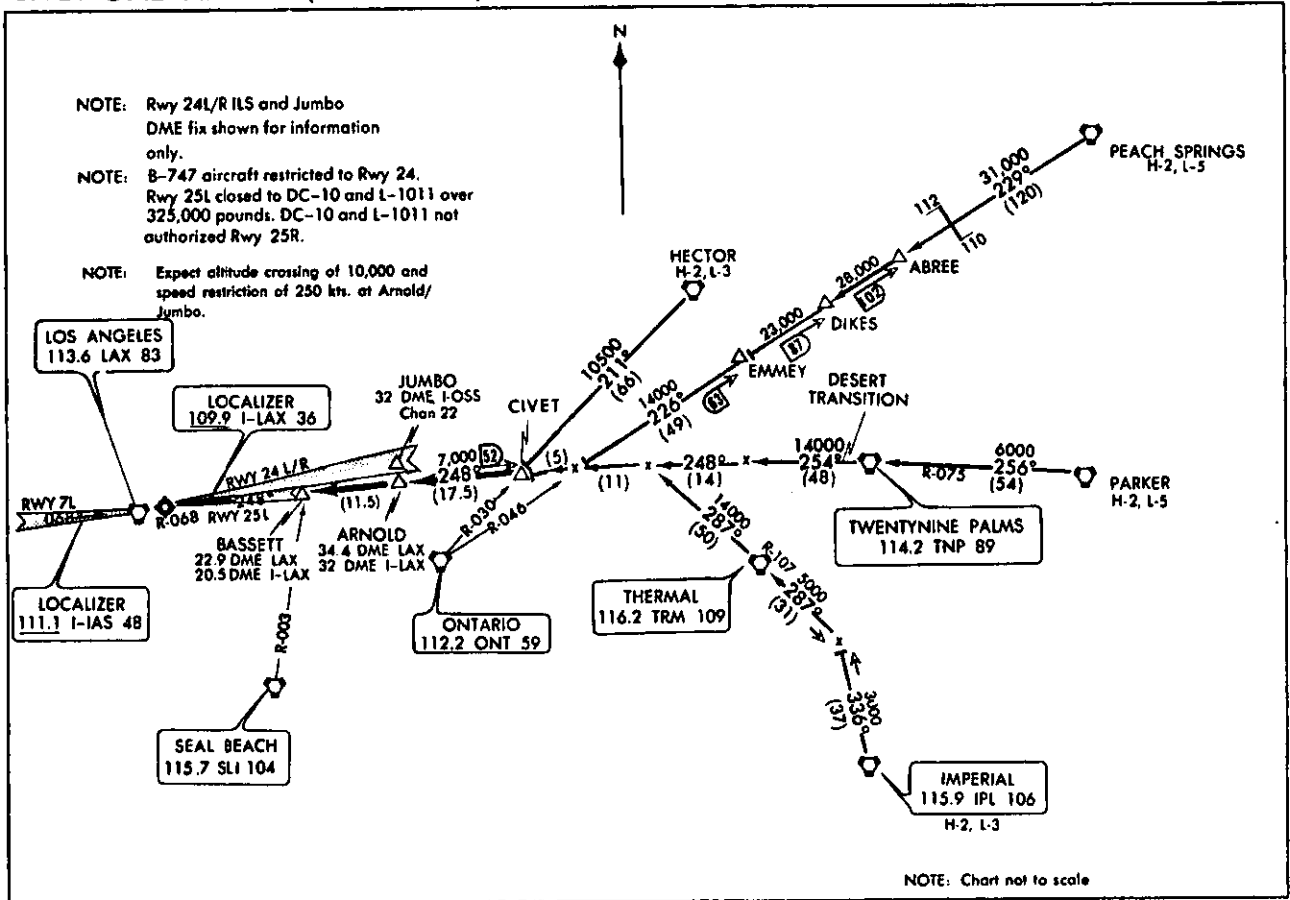 N
NOTE: Rwy 24L/R ILS and Jumbo
DME fix shown for information
only.
NOTE: B-747 aircraft restricted to Rwy 24.
Rwy 25L closed to DC-10 and L-1011 over
325,000 pounds. DC-10 and L-1011 not
authorized Rwy 25R.
NOTE: Expect altitude crossing of 10,000 and
speed restriction of 250 kts. at Arnold/
Jumbo.
PEACH SPRINGS
H-2, L-5
31,000
229°
(120)
112
110
ABREE
28,000
102
DIKES
23,000
87
EMMEY
14000
226°
(49)
63
HECTOR
H-2, L-3
10500
211°
(66)
LOS ANGELES
113.6 LAX 83
LOCALIZER
109.9 I-LAX 36
JUMBO
32 DME I-OSS
Chan 22
CIVET
DESERT
TRANSITION
RWY 24 L/R
248°
RWY 25L
R-068
RWY 7L
068°
(11.5)
7,000
52
248°
(17.5)
(5)
(11)
248°
(14)
14000
254°
(48)
R-075
6000
256°
(54)
PARKER
H-2, L-5
BASSETT
22.9 DME LAX
20.5 DME I-LAX
ARNOLD
34.4 DME LAX
32 DME I-LAX
R-030
R-046
14000
287°
(50)
TWENTYNINE PALMS
114.2 TNP 89
LOCALIZER
111.1 I-IAS 48
ONTARIO
112.2 ONT 59
THERMAL
116.2 TRM 109
R-107
5000
287°
(31)
R-003
3000
336°
(37)
SEAL BEACH
115.7 SLI 104
IMPERIAL
115.9 IPL 106
H-2, L-3
NOTE: Chart not to scale